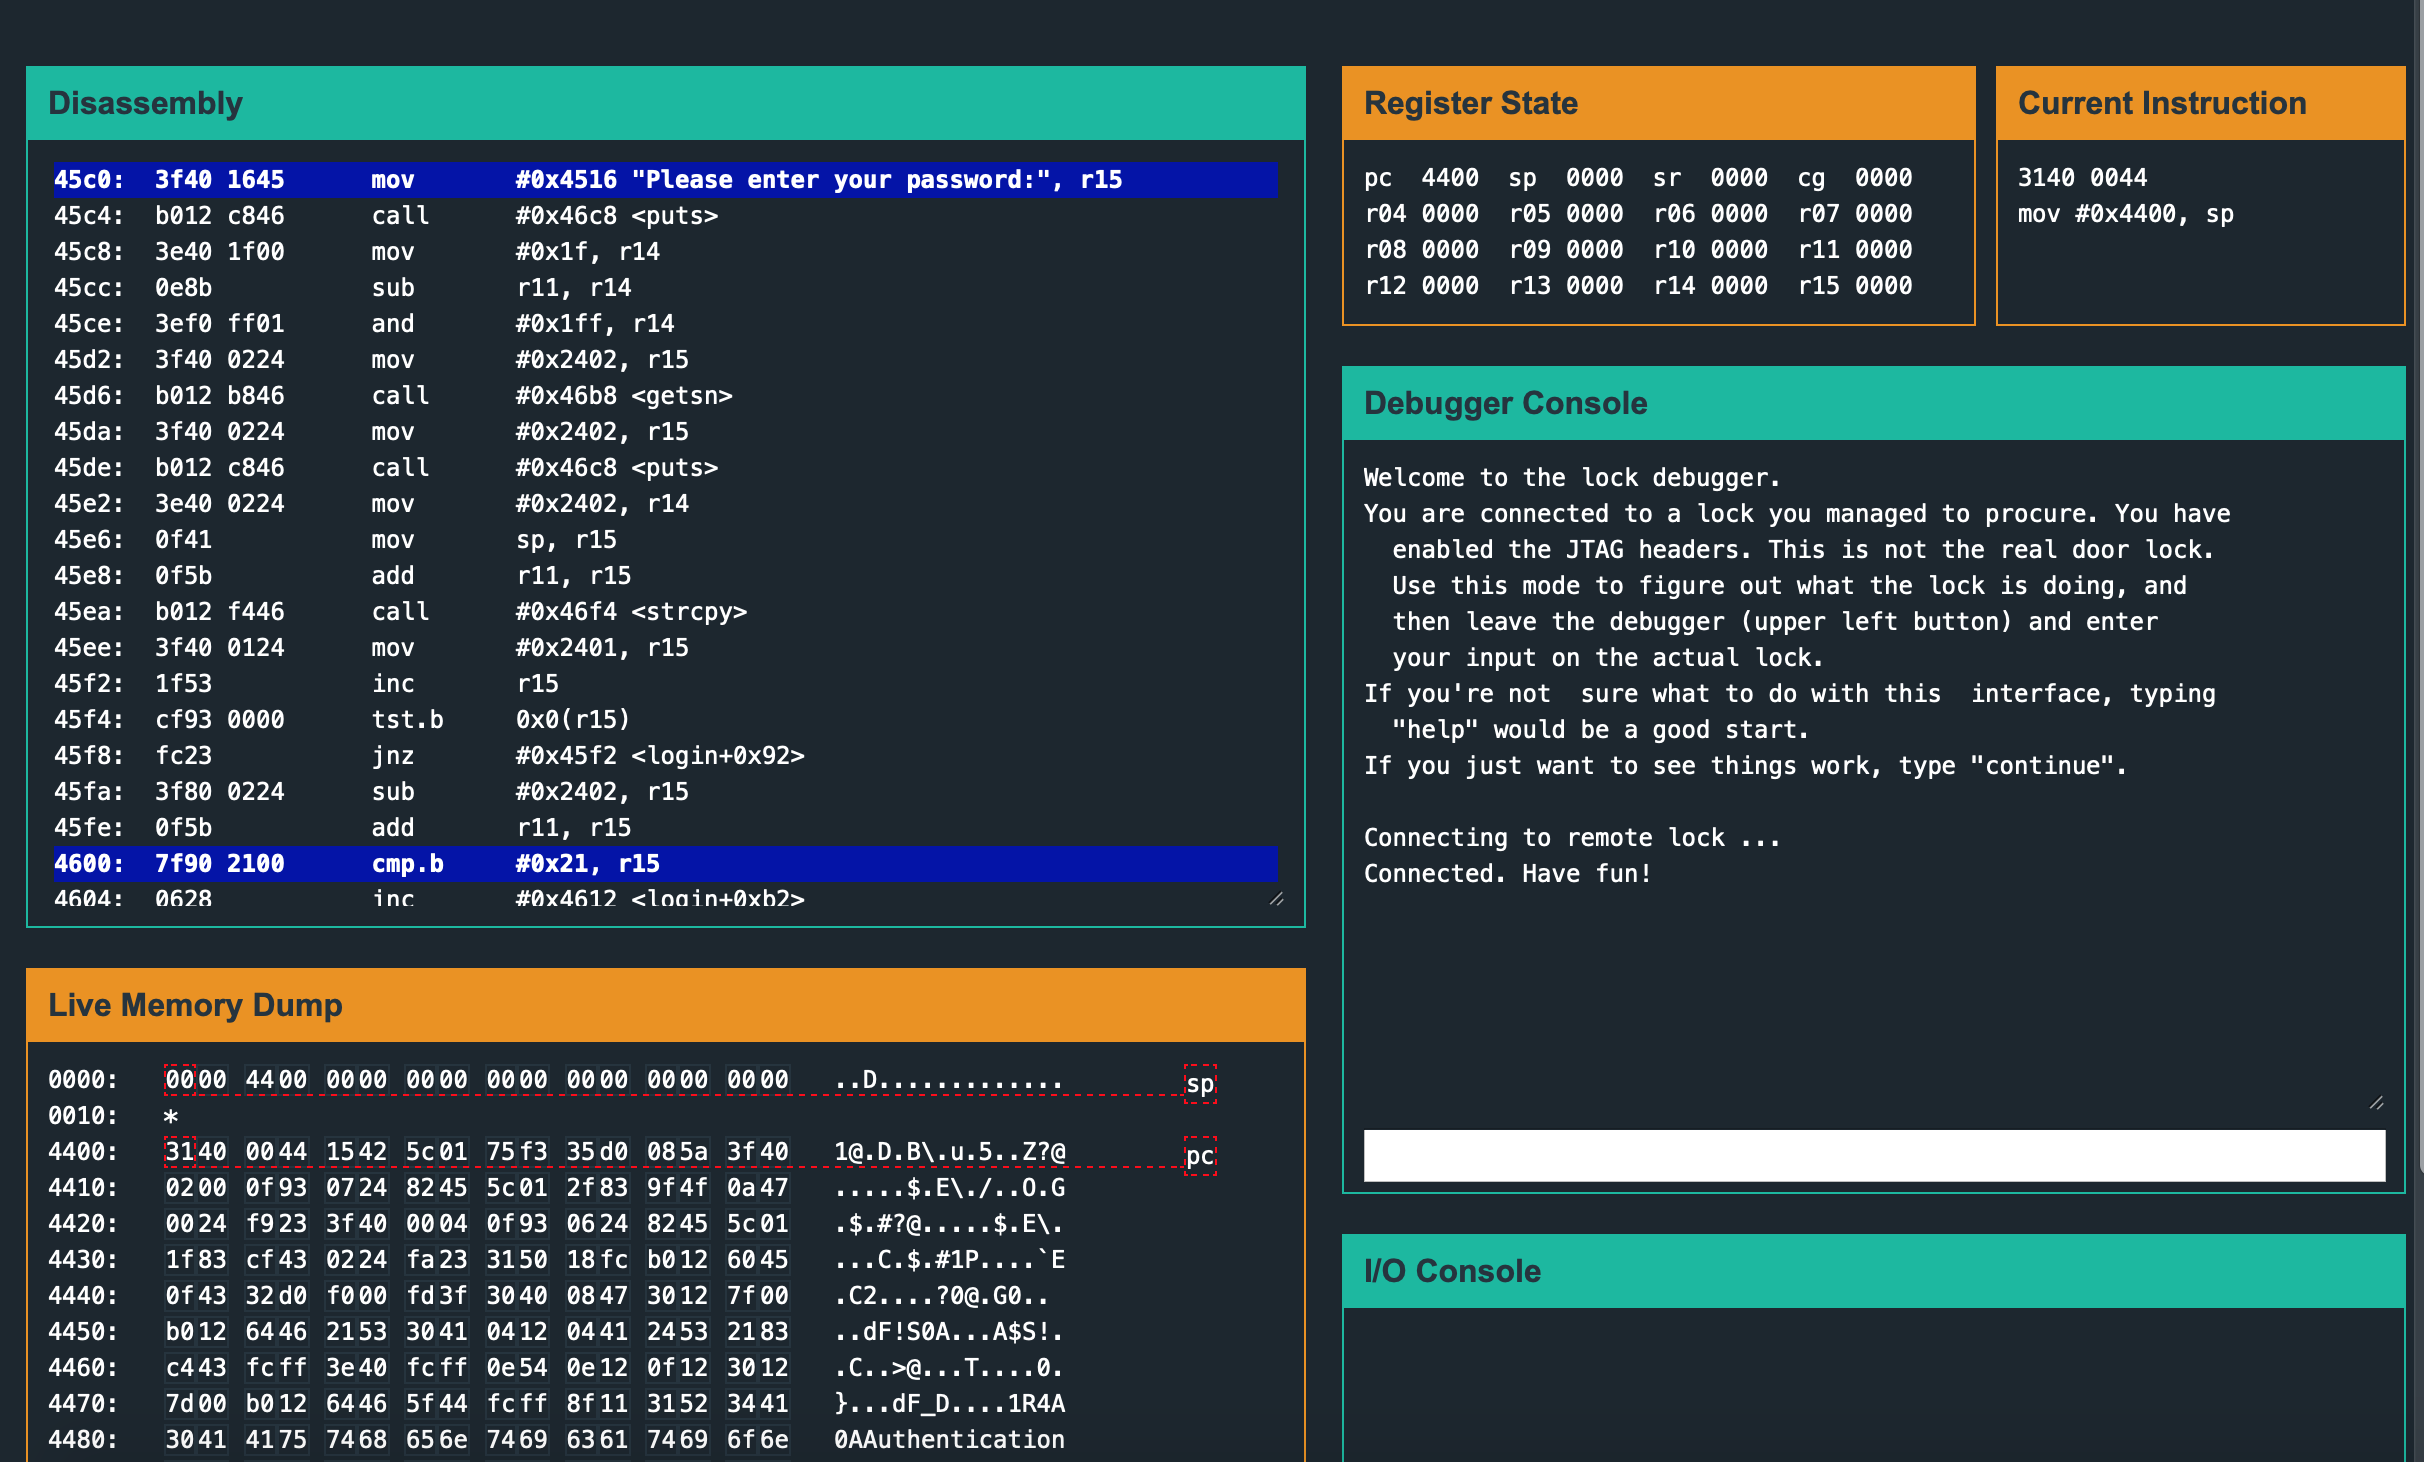 Disassembly
45c0: 3f40 1645 mov #0x4516 "Please enter your password:", r15
45c4: b012 c846 call #0x46c8 <puts>
45c8: 3e40 1f00 mov #0x1f, r14
45cc: 0e8b sub r11, r14
45ce: 3ef0 ff01 and #0x1ff, r14
45d2: 3f40 0224 mov #0x2402, r15
45d6: b012 b846 call #0x46b8 <getsn>
45da: 3f40 0224 mov #0x2402, r15
45de: b012 c846 call #0x46c8 <puts>
45e2: 3e40 0224 mov #0x2402, r14
45e6: 0f41 mov sp, r15
45e8: 0f5b add r11, r15
45ea: b012 f446 call #0x46f4 <strcpy>
45ee: 3f40 0124 mov #0x2401, r15
45f2: 1f53 inc r15
45f4: cf93 0000 tst.b 0x0(r15)
45f8: fc23 jnz #0x45f2 <login+0x92>
45fa: 3f80 0224 sub #0x2402, r15
45fe: 0f5b add r11, r15
4600: 7f90 2100 cmp.b #0x21, r15
4604: 0628 jnc #0x4612 <login+0xb2>
Live Memory Dump
0000: 0000 4400 0000 0000 0000 0000 0000 0000 ..D............. sp
0010: *
4400: 3140 0044 1542 5c01 75f3 35d0 085a 3f40 1@.D.B\.u.5..Z?@ pc
4410: 0200 0f93 0724 8245 5c01 2f83 9f4f 0a47 .....$.E\./..O.G
4420: 0024 f923 3f40 0004 0f93 0624 8245 5c01 .$.#?@.....$.E\.
4430: 1f83 cf43 0224 fa23 3150 18fc b012 6045 ...C.$.#1P....`E
4440: 0f43 32d0 f000 fd3f 3040 0847 3012 7f00 .C2....?0@.G0..
4450: b012 6446 2153 3041 0412 0441 2453 2183 ..dF!S0A...A$S!.
4460: c443 fcff 3e40 fcff 0e54 0e12 0f12 3012 .C..>@...T....0.
4470: 7d00 b012 6446 5f44 fcff 8f11 3152 3441 }...dF_D....1R4A
4480: 3041 4175 7468 656e 7469 6361 7469 6f6e 0AAuthentication
Register State
pc 4400 sp 0000 sr 0000 cg 0000
r04 0000 r05 0000 r06 0000 r07 0000
r08 0000 r09 0000 r10 0000 r11 0000
r12 0000 r13 0000 r14 0000 r15 0000
Current Instruction
3140 0044
mov #0x4400, sp
Debugger Console
Welcome to the lock debugger.
You are connected to a lock you managed to procure. You have
enabled the JTAG headers. This is not the real door lock.
Use this mode to figure out what the lock is doing, and
then leave the debugger (upper left button) and enter
your input on the actual lock.
If you're not  sure what to do with this  interface, typing
"help" would be a good start.
If you just want to see things work, type "continue".
Connecting to remote lock ...
Connected. Have fun!
I/O Console